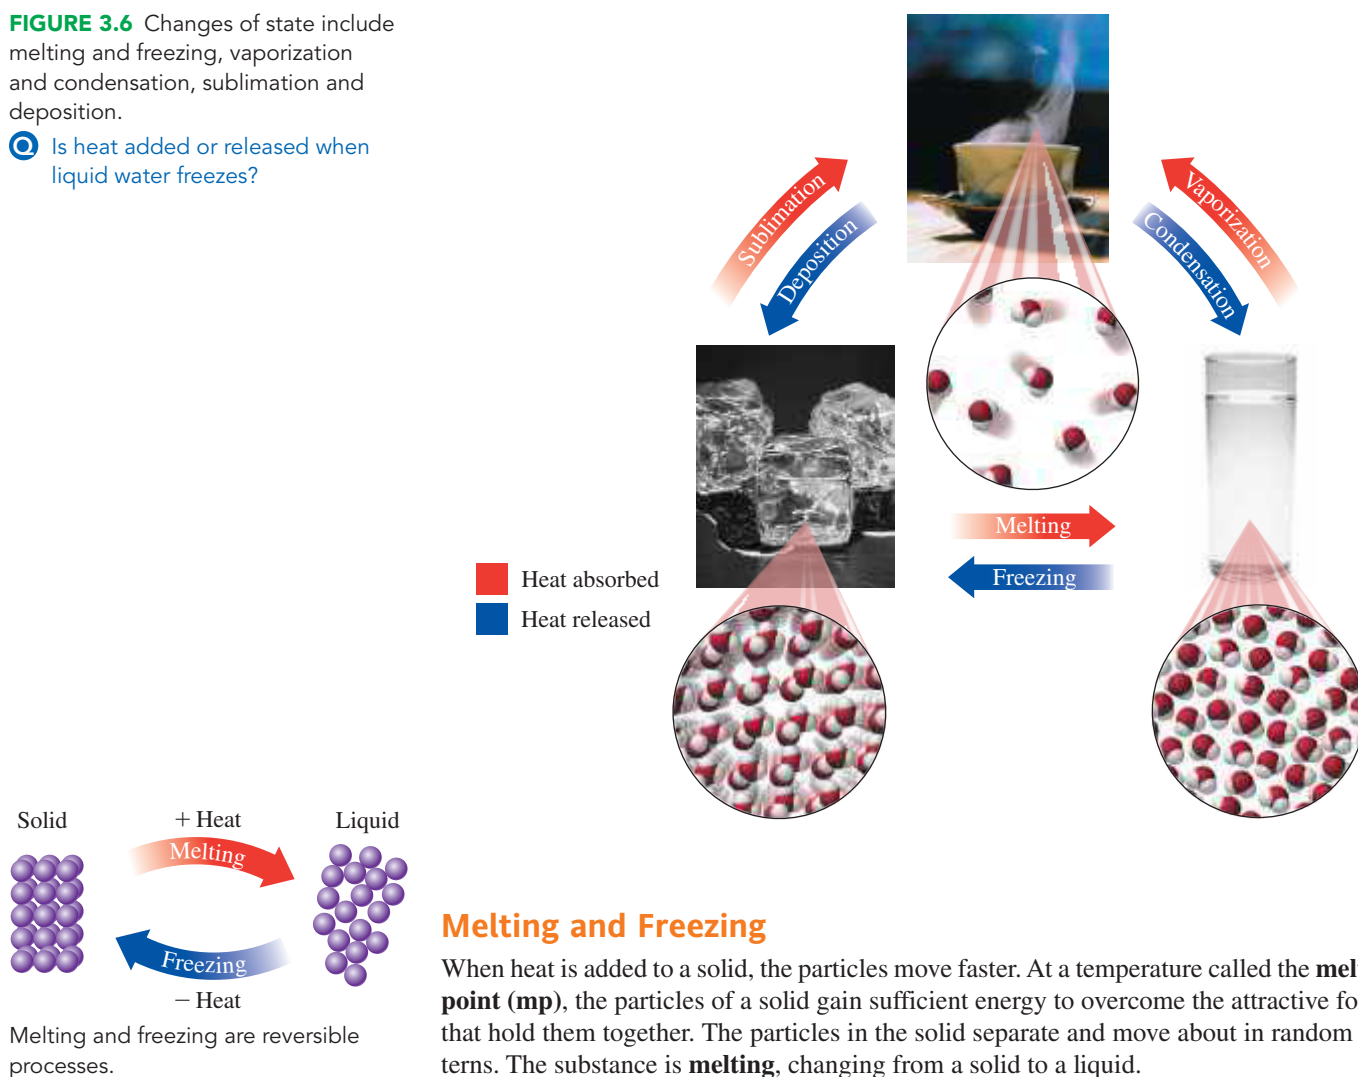 FIGURE 3.6 Changes of state include
melting and freezing, vaporization
and condensation, sublimation and
deposition.
Q Is heat added or released when
liquid water freezes?
Sublimation
Deposition
Vaporization
Condensation
Melting
Freezing
Heat absorbed
Heat released
Solid
+ Heat
Liquid
Melting
Freezing
− Heat
Melting and freezing are reversible
processes.
Melting and Freezing
When heat is added to a solid, the particles move faster. At a temperature called the mel
point (mp), the particles of a solid gain sufficient energy to overcome the attractive fo
that hold them together. The particles in the solid separate and move about in random
terns. The substance is melting, changing from a solid to a liquid.